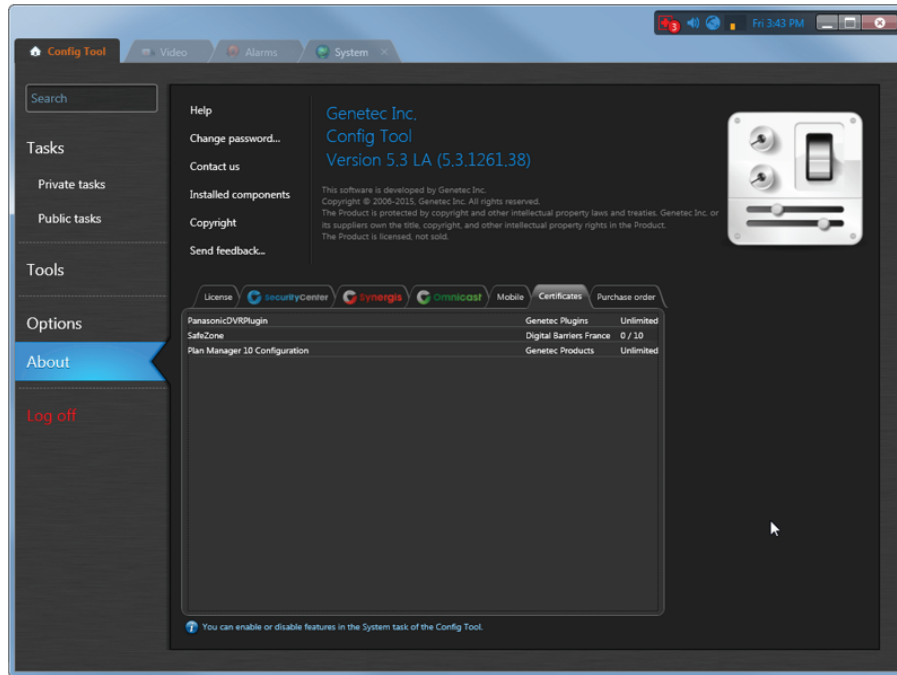 3
Fri 3:43 PM
Config Tool
Video
Alarms
System
Search
Tasks
Private tasks
Public tasks
Tools
Options
About
Log off
Help
Change password...
Contact us
Installed components
Copyright
Send feedback...
Genetec Inc.
Config Tool
Version 5.3 LA (5.3.1261.38)
This software is developed by Genetec Inc.
Copyright © 2006-2015, Genetec Inc. All rights reserved.
The Product is protected by copyright and other intellectual property laws and treaties. Genetec Inc. or
its suppliers own the title, copyright, and other intellectual property rights in the Product.
The Product is licensed, not sold.
License SecurityCenter Synergis Omnicast Mobile Certificates Purchase order
PanasonicDVRPlugin Genetec Plugins Unlimited
SafeZone Digital Barriers France 0 / 10
Plan Manager 10 Configuration Genetec Products Unlimited
You can enable or disable features in the System task of the Config Tool.